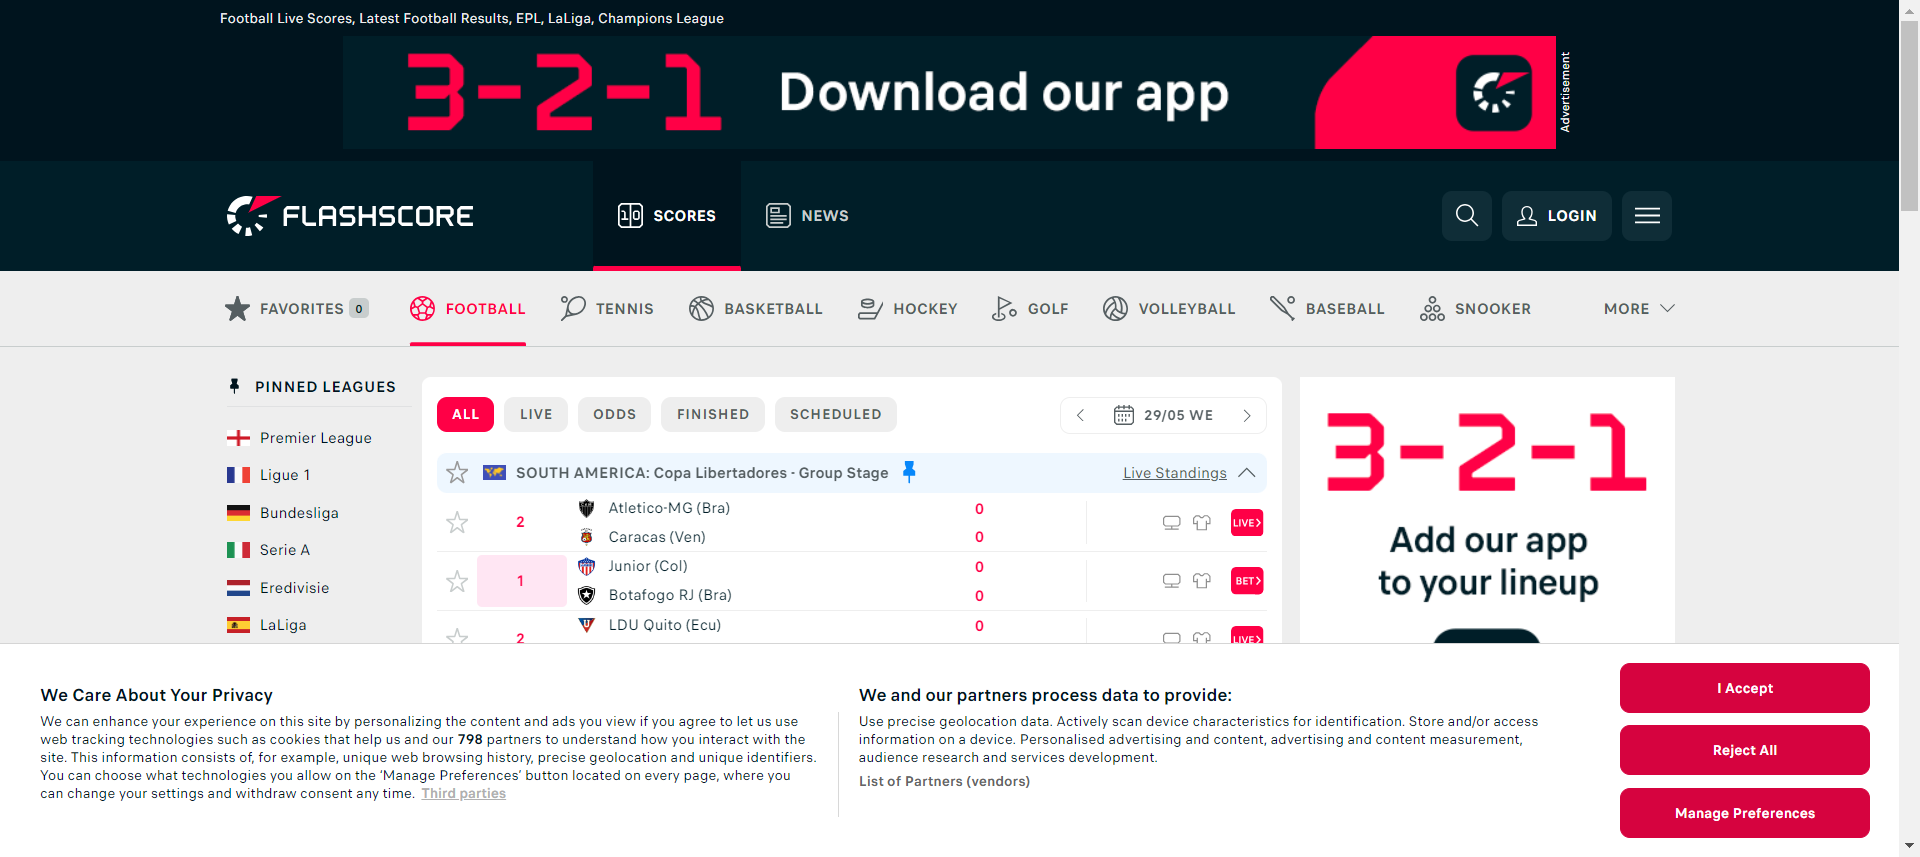 Football Live Scores, Latest Football Results, EPL, LaLiga, Champions League
3-2-1
Download our app
Advertisement
FLASHSCORE
SCORES
NEWS
LOGIN
FAVORITES 0
FOOTBALL
TENNIS
BASKETBALL
HOCKEY
GOLF
VOLLEYBALL
BASEBALL
SNOOKER
MORE
PINNED LEAGUES
Premier League
Ligue 1
Bundesliga
Serie A
Eredivisie
LaLiga
ALL
LIVE
ODDS
FINISHED
SCHEDULED
29/05 WE
SOUTH AMERICA: Copa Libertadores - Group Stage
Live Standings
2
Atletico-MG (Bra)
0
Caracas (Ven)
0
LIVE
1
Junior (Col)
0
Botafogo RJ (Bra)
0
BET
2
LDU Quito (Ecu)
0
LIVE
3-2-1
Add our app
to your lineup
We Care About Your Privacy
We can enhance your experience on this site by personalizing the content and ads you view if you agree to let us use
web tracking technologies such as cookies that help us and our 798 partners to understand how you interact with the
site. This information consists of, for example, unique web browsing history, precise geolocation and unique identifiers.
You can choose what technologies you allow on the 'Manage Preferences' button located on every page, where you
can change your settings and withdraw consent any time. Third parties
We and our partners process data to provide:
Use precise geolocation data. Actively scan device characteristics for identification. Store and/or access
information on a device. Personalised advertising and content, advertising and content measurement,
audience research and services development.
List of Partners (vendors)
I Accept
Reject All
Manage Preferences